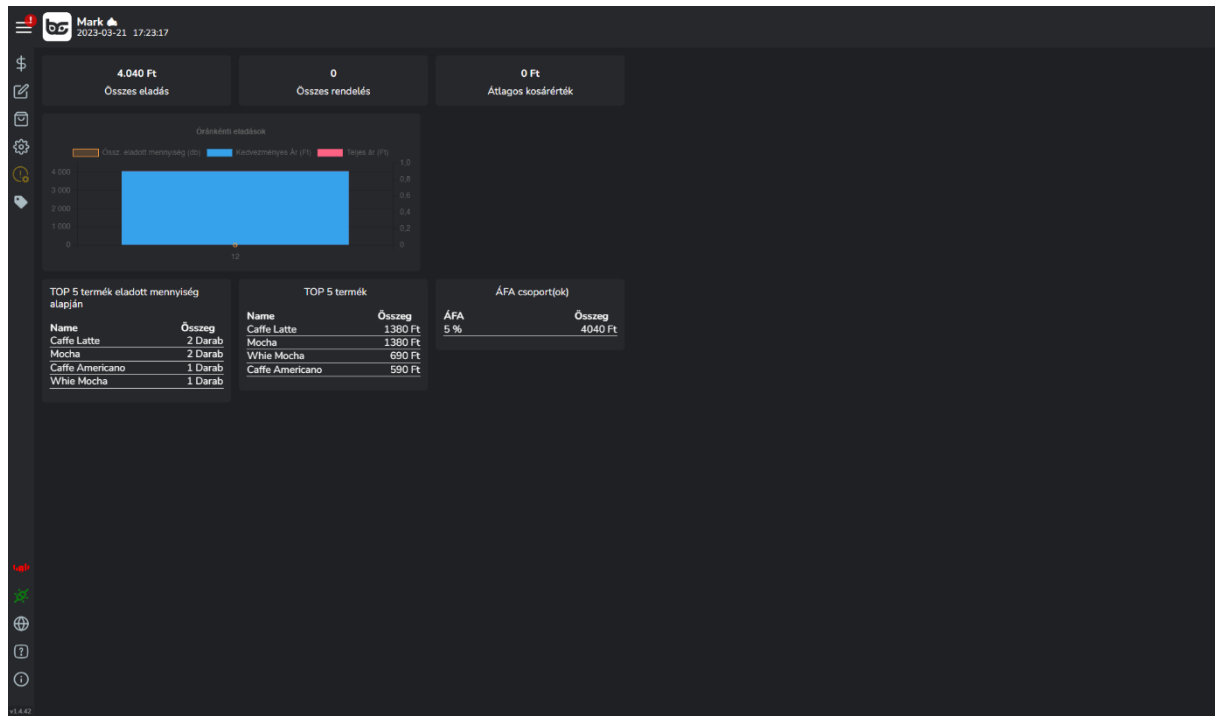 Mark
2023-03-21 17:23:17
4.040 Ft
Összes eladás
0
Összes rendelés
0 Ft
Átlagos kosárérték
Óránkénti eladások
Össz. eladott mennyiség (db) Kedvezményes Ár (Ft) Teljes ár (Ft)
4 000
3 000
2 000
1 000
0
1,0
0,8
0,6
0,4
0,2
0
12
TOP 5 termék eladott mennyiség
alapján
Name Összeg
Caffe Latte 2 Darab
Mocha 2 Darab
Caffe Americano 1 Darab
Whie Mocha 1 Darab
TOP 5 termék
Name Összeg
Caffe Latte 1380 Ft
Mocha 1380 Ft
Whie Mocha 690 Ft
Caffe Americano 590 Ft
ÁFA csoport(ok)
ÁFA Összeg
5 % 4040 Ft
v1.4.42